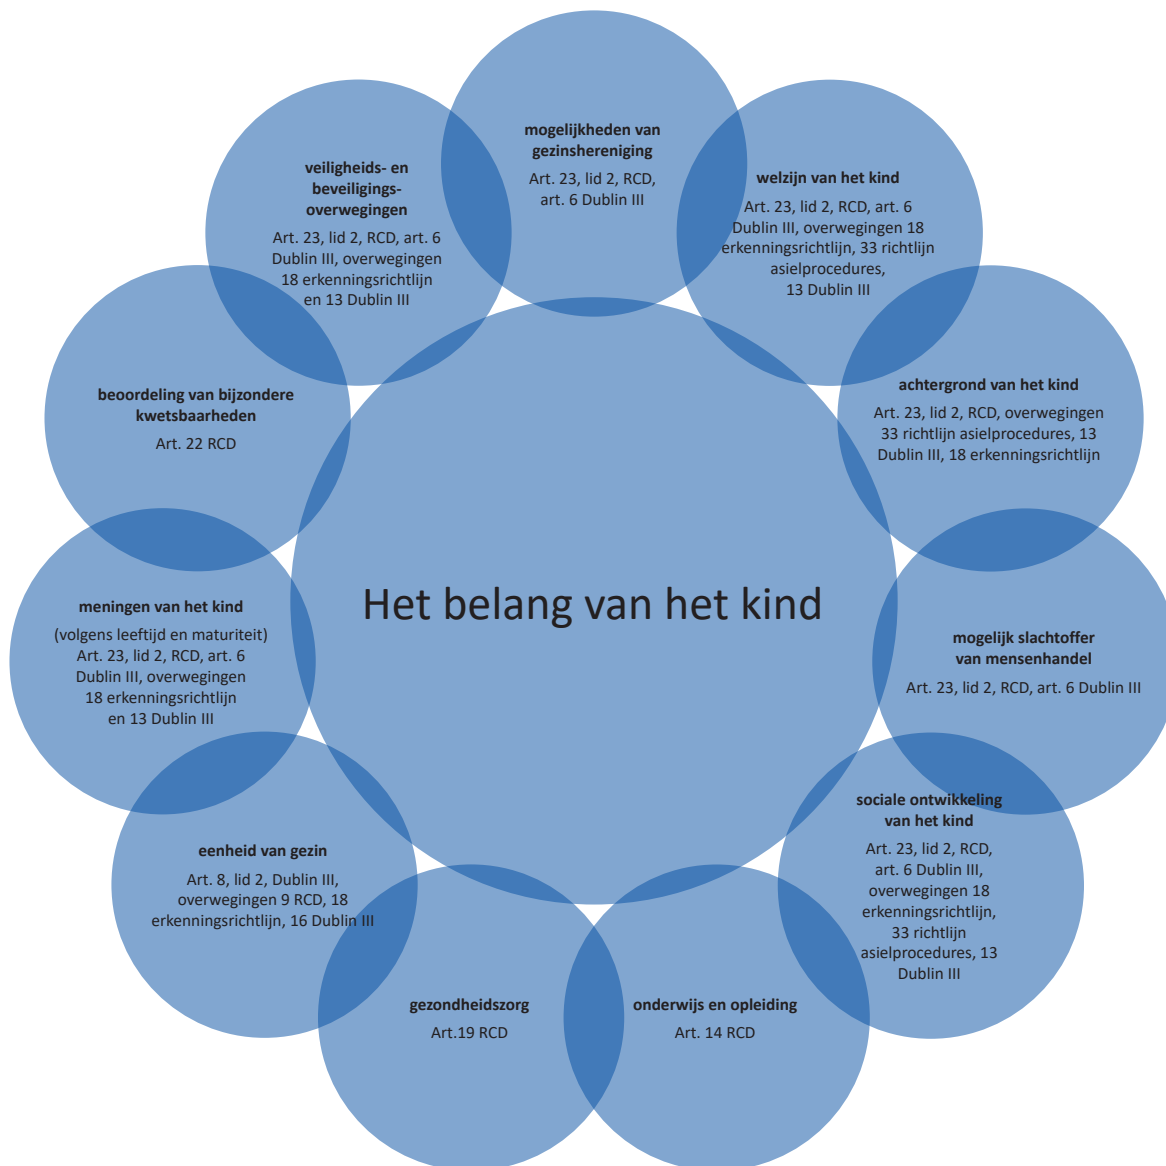 mogelijkheden van
gezinshereniging
Art. 23, lid 2, RCD,
art. 6 Dublin III
welzijn van het kind
Art. 23, lid 2, RCD, art. 6
Dublin III, overwegingen 18
erkenningsrichtlijn, 33 richtlijn
asielprocedures,
13 Dublin III
achtergrond van het kind
Art. 23, lid 2, RCD, overwegingen
33 richtlijn asielprocedures, 13
Dublin III, 18 erkenningsrichtlijn
mogelijk slachtoffer
van mensenhandel
Art. 23, lid 2, RCD, art. 6 Dublin III
sociale ontwikkeling
van het kind
Art. 23, lid 2, RCD,
art. 6 Dublin III,
overwegingen 18
erkenningsrichtlijn,
33 richtlijn
asielprocedures, 13
Dublin III
onderwijs en opleiding
Art. 14 RCD
gezondheidszorg
Art.19 RCD
eenheid van gezin
Art. 8, lid 2, Dublin III,
overwegingen 9 RCD, 18
erkenningsrichtlijn, 16 Dublin III
meningen van het kind
(volgens leeftijd en maturiteit)
Art. 23, lid 2, RCD, art. 6
Dublin III, overwegingen
18 erkenningsrichtlijn
en 13 Dublin III
beoordeling van bijzondere
kwetsbaarheden
Art. 22 RCD
veiligheids- en
beveiligings-
overwegingen
Art. 23, lid 2, RCD, art. 6
Dublin III, overwegingen
18 erkenningsrichtlijn
en 13 Dublin III
Het belang van het kind